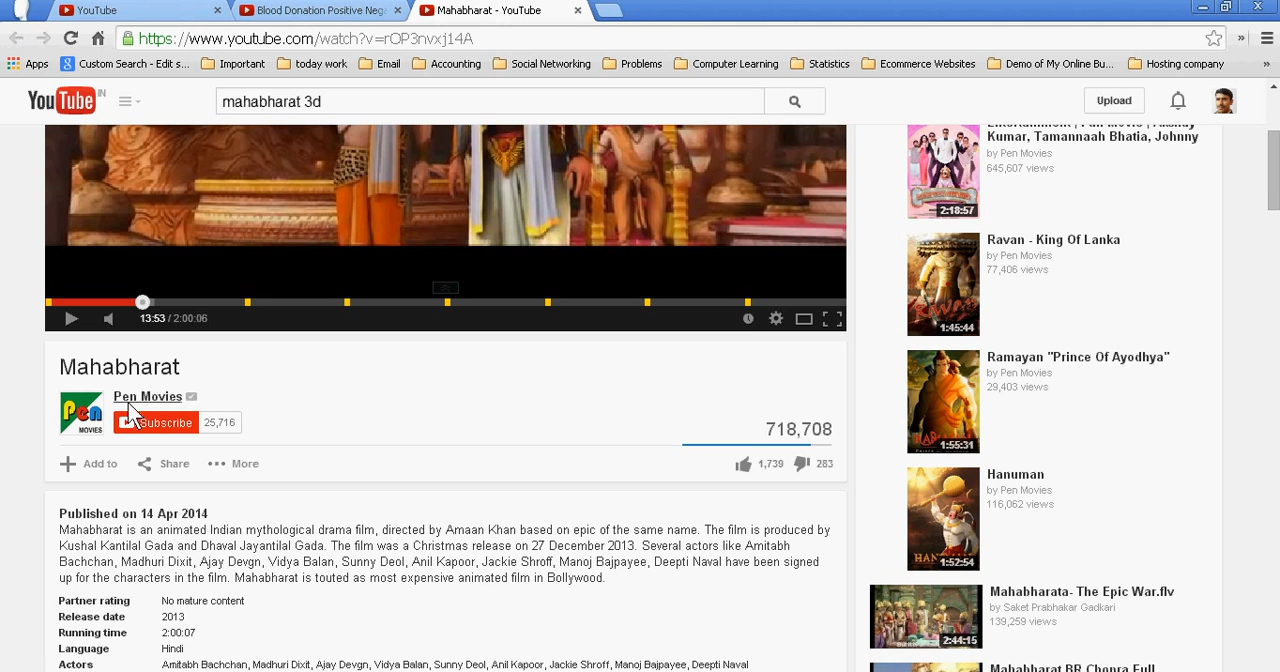 YouTube
Blood Donation Positive Neg
Mahabharat - YouTube
https://www.youtube.com/watch?v=rOP3nvxj14A
Apps
Custom Search - Edit s...
Important
today work
Email
Accounting
Social Networking
Problems
Computer Learning
Statistics
Ecommerce Websites
Demo of My Online Bu...
Hosting company
YouTube IN
mahabharat 3d
Upload
Kumar, Tamannaah Bhatia, Johnny
by Pen Movies
645,607 views
2:18:57
Ravan - King Of Lanka
by Pen Movies
77,406 views
1:45:44
13:53 / 2:00:06
Mahabharat
Pen Movies
Pen
MOVIES
Subscribe
25,716
718,708
Add to
Share
More
1,739
283
Ramayan "Prince Of Ayodhya"
by Pen Movies
29,403 views
1:55:31
Hanuman
by Pen Movies
116,062 views
1:52:54
Published on 14 Apr 2014
Mahabharat is an animated Indian mythological drama film, directed by Amaan Khan based on epic of the same name. The film is produced by
Kushal Kantilal Gada and Dhaval Jayantilal Gada. The film was a Christmas release on 27 December 2013. Several actors like Amitabh
Bachchan, Madhuri Dixit, Ajay Devgn, Vidya Balan, Sunny Deol, Anil Kapoor, Jackie Shroff, Manoj Bajpayee, Deepti Naval have been signed
up for the characters in the film. Mahabharat is touted as most expensive animated film in Bollywood.
Partner rating No mature content
Release date 2013
Running time 2:00:07
Language Hindi
Actors Amitabh Bachchan, Madhuri Dixit, Ajay Devgn, Vidya Balan, Sunny Deol, Anil Kapoor, Jackie Shroff, Manoj Bajpayee, Deepti Naval
Mahabharata- The Epic War.flv
by Saket Prabhakar Gadkari
139,259 views
2:44:15
Mahabharat BR Chopra Full